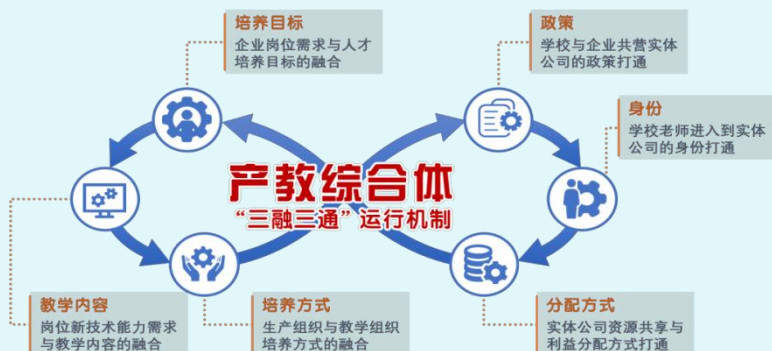 培养目标
企业岗位需求与人才
培养目标的融合
政策
学校与企业共营实体
公司的政策打通
身份
学校老师进入到实体
公司的身份打通
产教综合体
“三融三通”运行机制
教学内容
岗位新技术能力需求
与教学内容的融合
培养方式
生产组织与教学组织
培养方式的融合
分配方式
实体公司资源共享与
利益分配方式打通